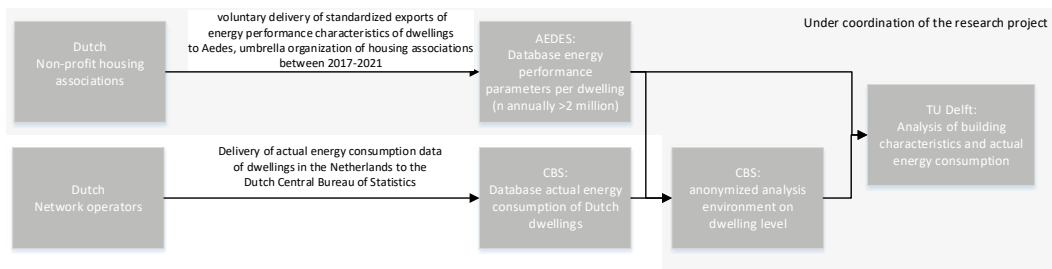 voluntary delivery of standardized exports of
energy performance characteristics of dwellings
to Aedes, umbrella organization of housing associations
between 2017-2021
Under coordination of the research project
Dutch
Non-profit housing
associations
AEDES:
Database energy
performance
parameters per dwelling
(n annually >2 million)
TU Delft:
Analysis of building
characteristics and actual
energy consumption
Delivery of actual energy consumption data
of dwellings in the Netherlands to the
Dutch Central Bureau of Statistics
Dutch
Network operators
CBS:
Database actual energy
consumption of Dutch
dwellings
CBS:
anonymized analysis
environment on
dwelling level